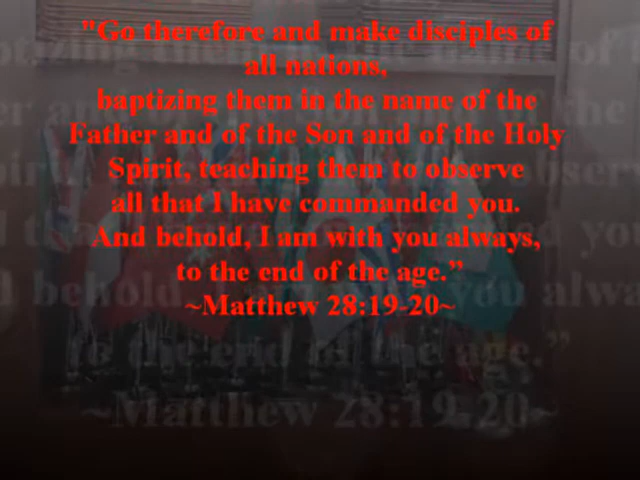 "Go therefore and make disciples of
all nations,
baptizing them in the name of the
Father and of the Son and of the Holy
Spirit, teaching them to observe
all that I have commanded you.
And behold, I am with you always,
to the end of the age.”
~Matthew 28:19-20~